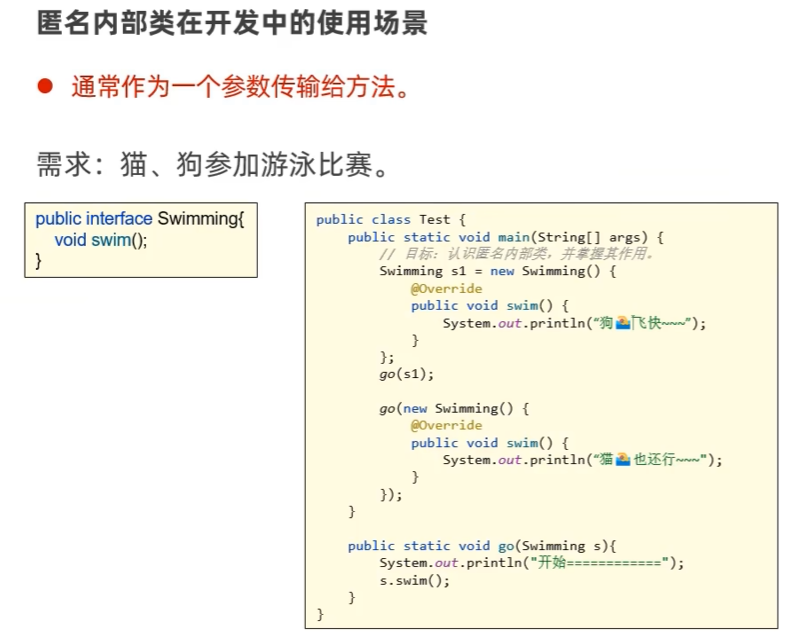 匿名内部类在开发中的使用场景
● 通常作为一个参数传输给方法。
需求：猫、狗参加游泳比赛。
public interface Swimming{
    void swim();
}
public class Test {
    public static void main(String[] args) {
        // 目标：认识匿名内部类，并掌握其作用。
        Swimming s1 = new Swimming() {
            @Override
            public void swim() {
                System.out.println(“狗🏊飞快~~~”);
            }
        };
        go(s1);
        go(new Swimming() {
            @Override
            public void swim() {
                System.out.println(“猫🏊也还行~~~");
            }
        });
    }
    public static void go(Swimming s){
        System.out.println("开始============");
        s.swim();
    }
}